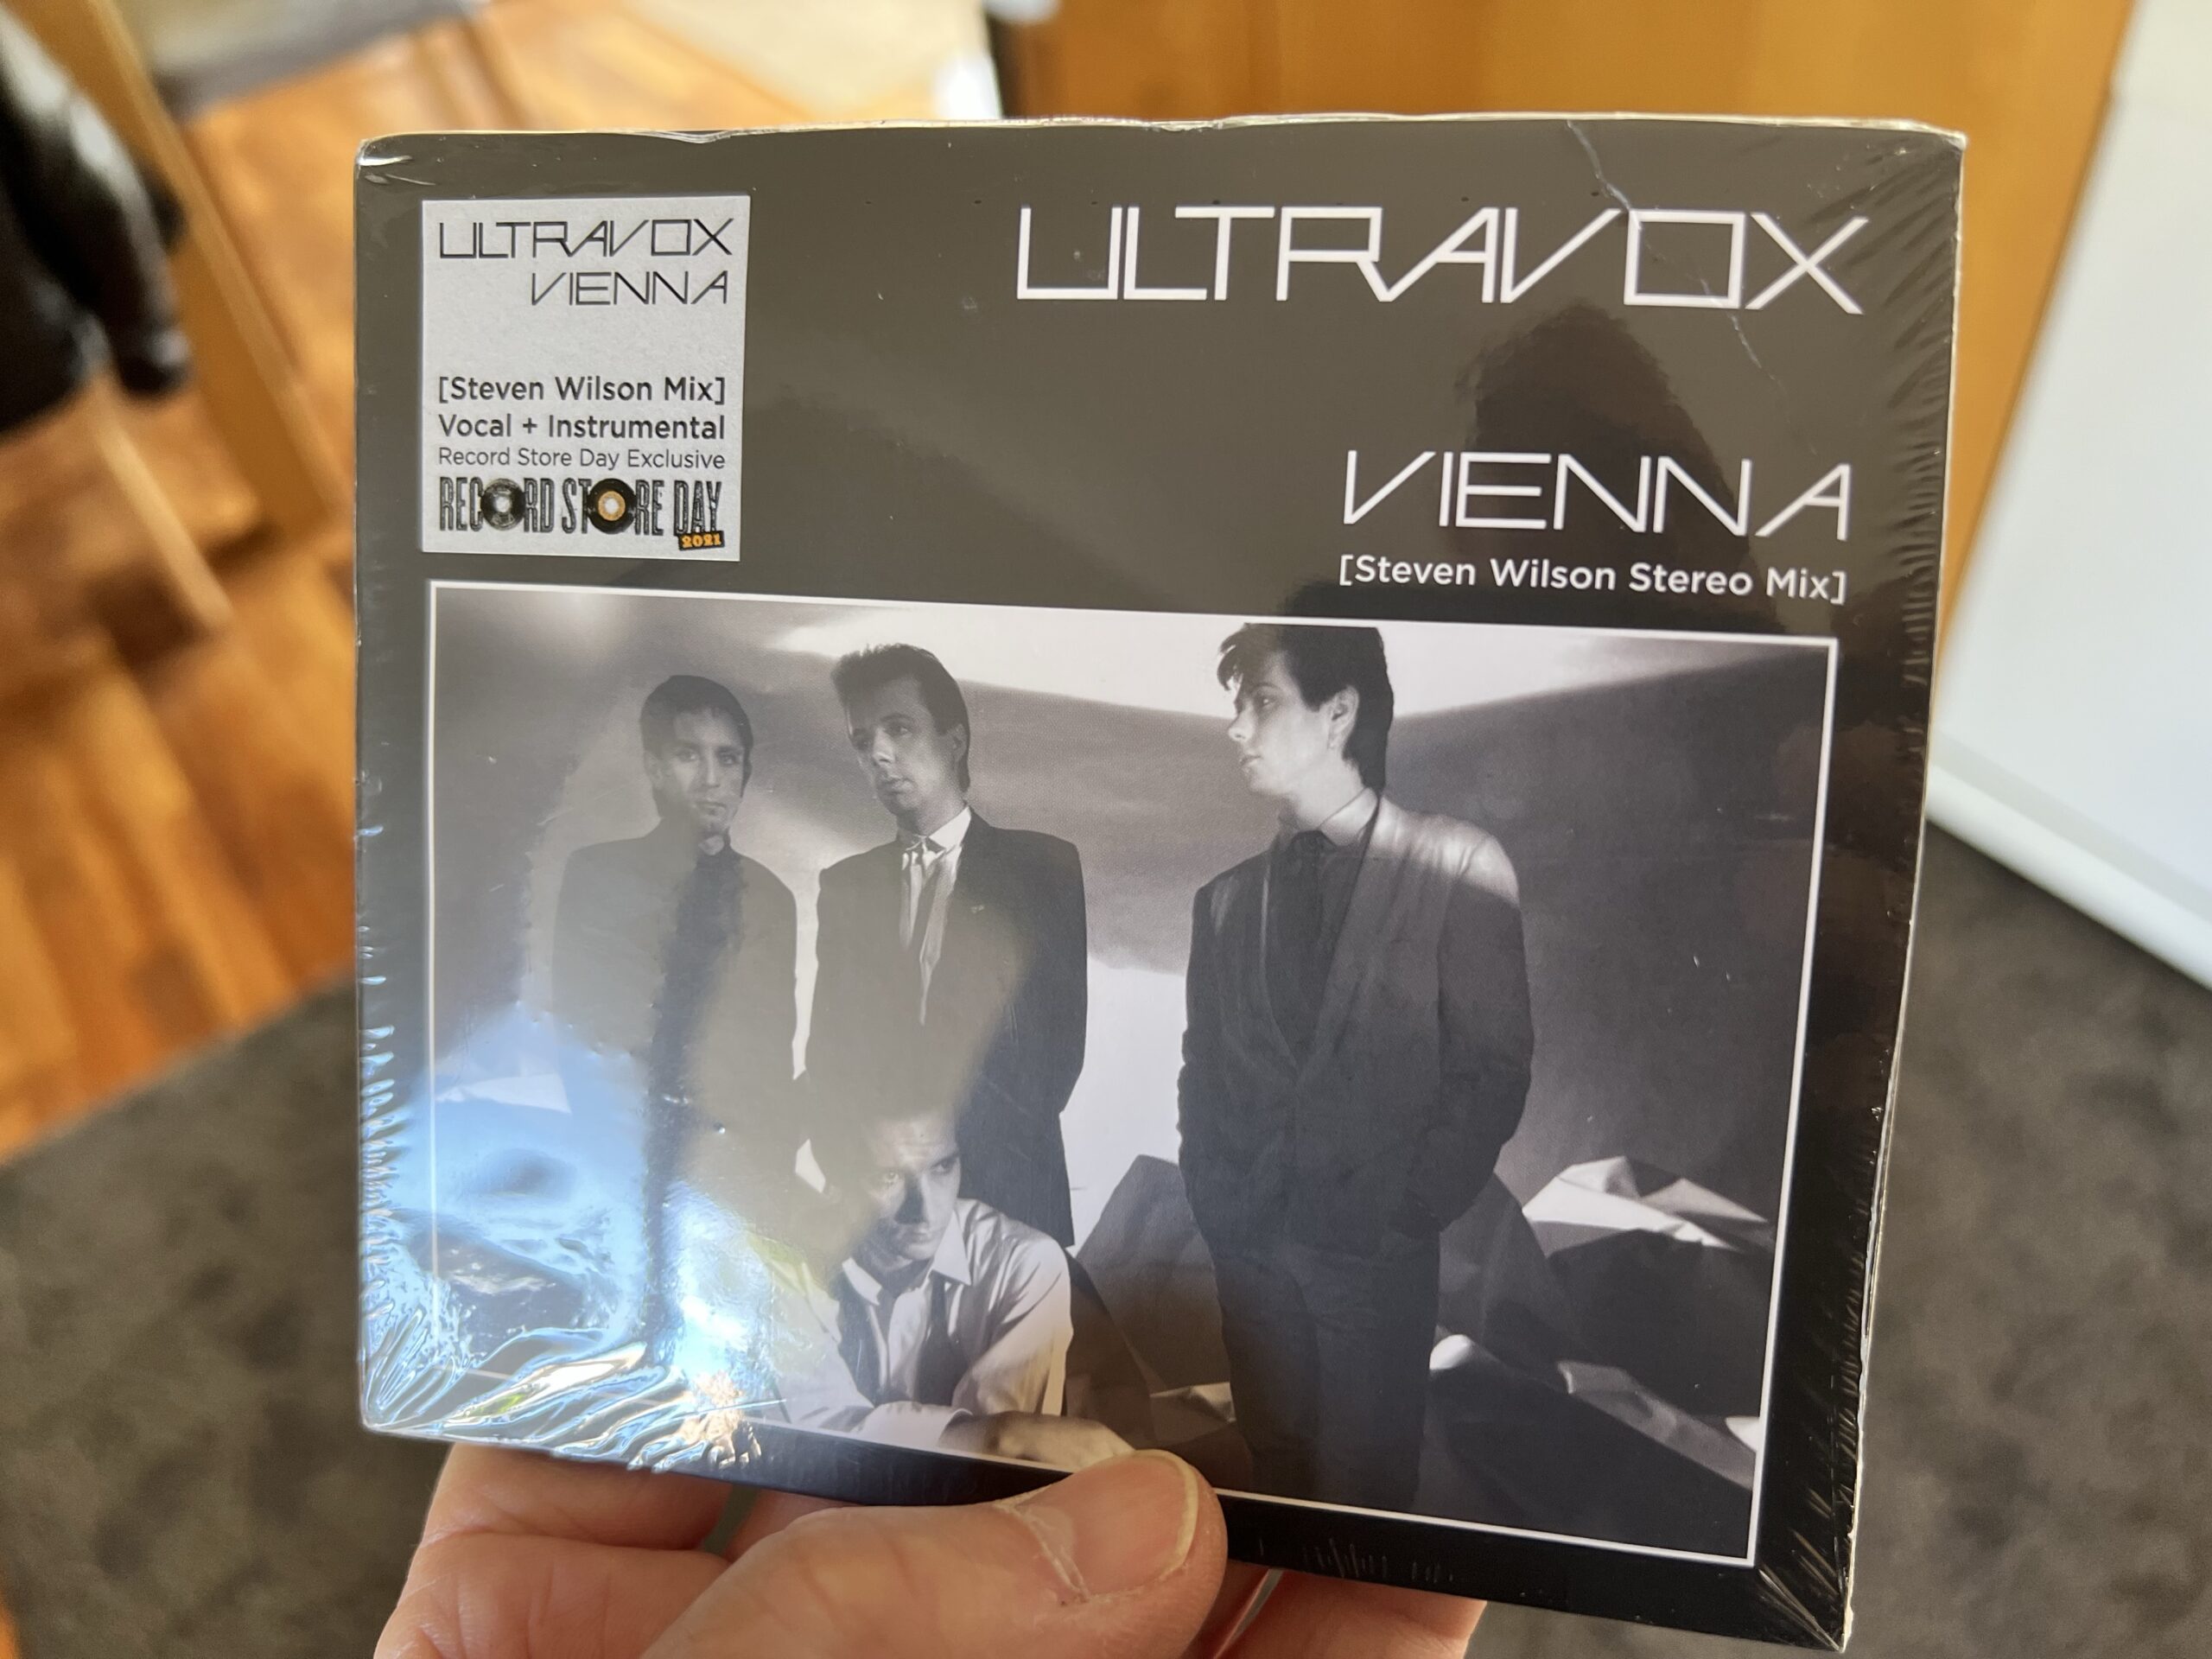 ULTRAVOX
VIENNA
[Steven Wilson Mix]
Vocal + Instrumental
Record Store Day Exclusive
RECORD STORE DAY
2021
ULTRAVOX
VIENNA
[Steven Wilson Stereo Mix]